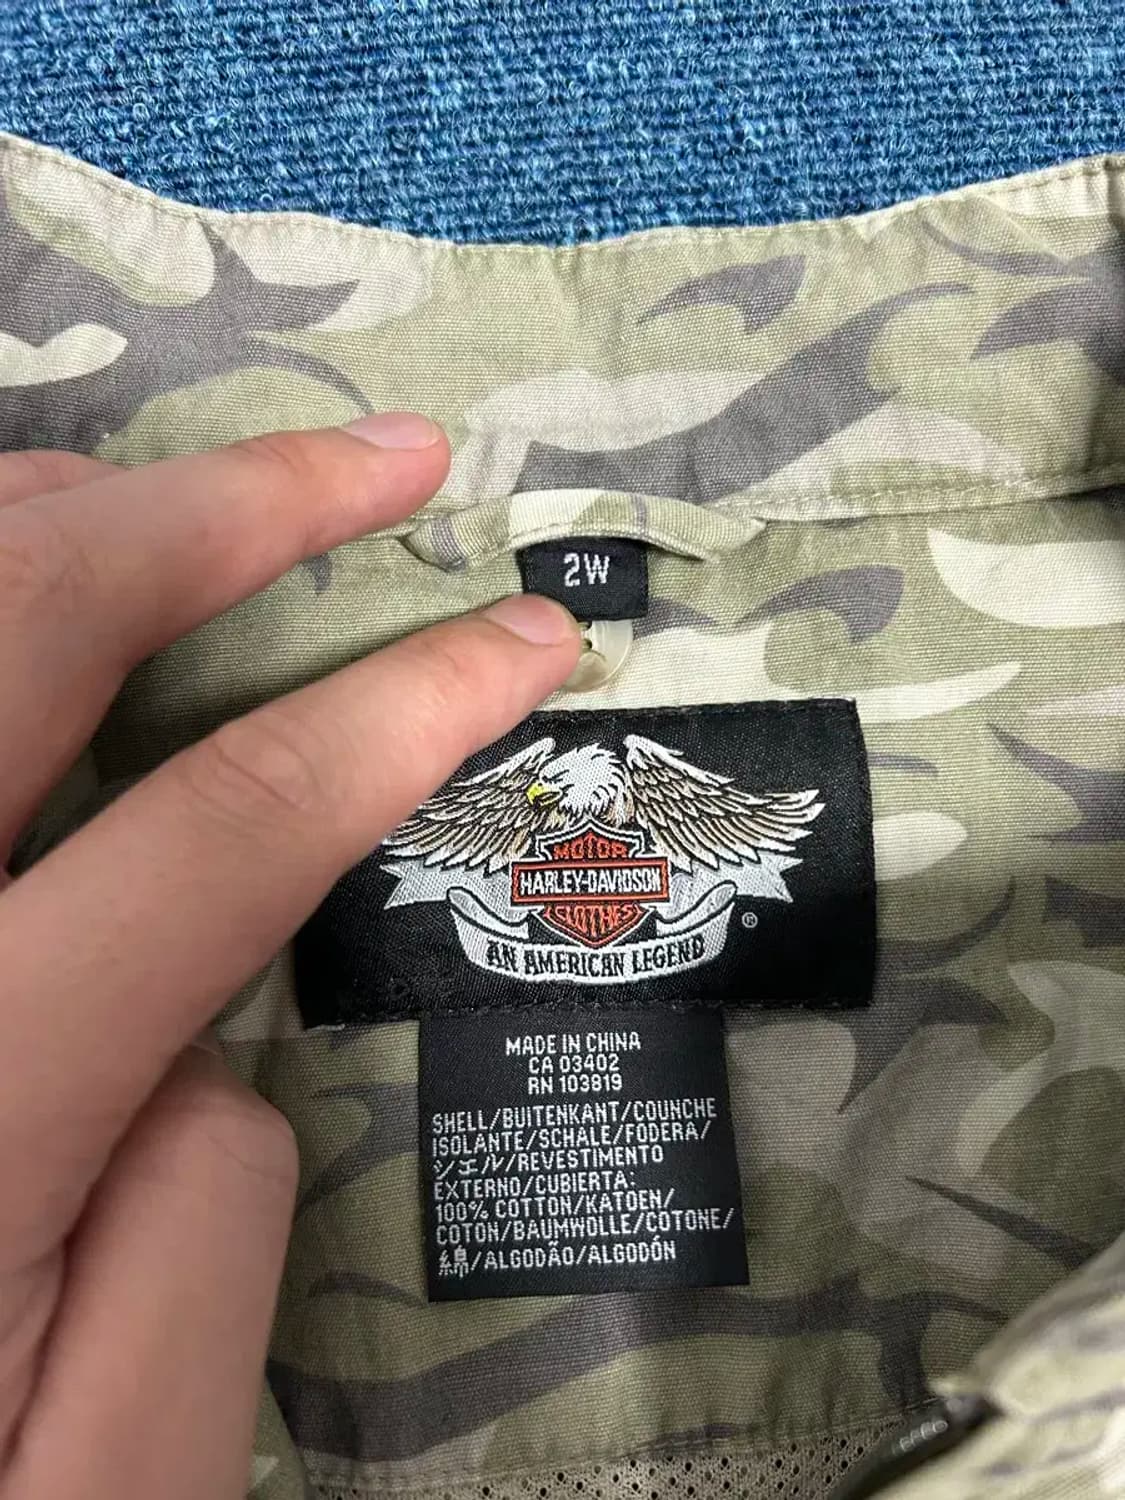 2W
MOTOR
HARLEY-DAVIDSON
CLOTHES
®
AN AMERICAN LEGEND
MADE IN CHINA
CA 03402
RN 103819
SHELL/BUITENKANT/COUNCHE
ISOLANTE/SCHALE/FODERA/
シェル/REVESTIMENTO
EXTERNO/CUBIERTA:
100% COTTON/KATOEN/
COTON/BAUMWOLLE/COTONE/
綿/ALGODÃO/ALGODÓN